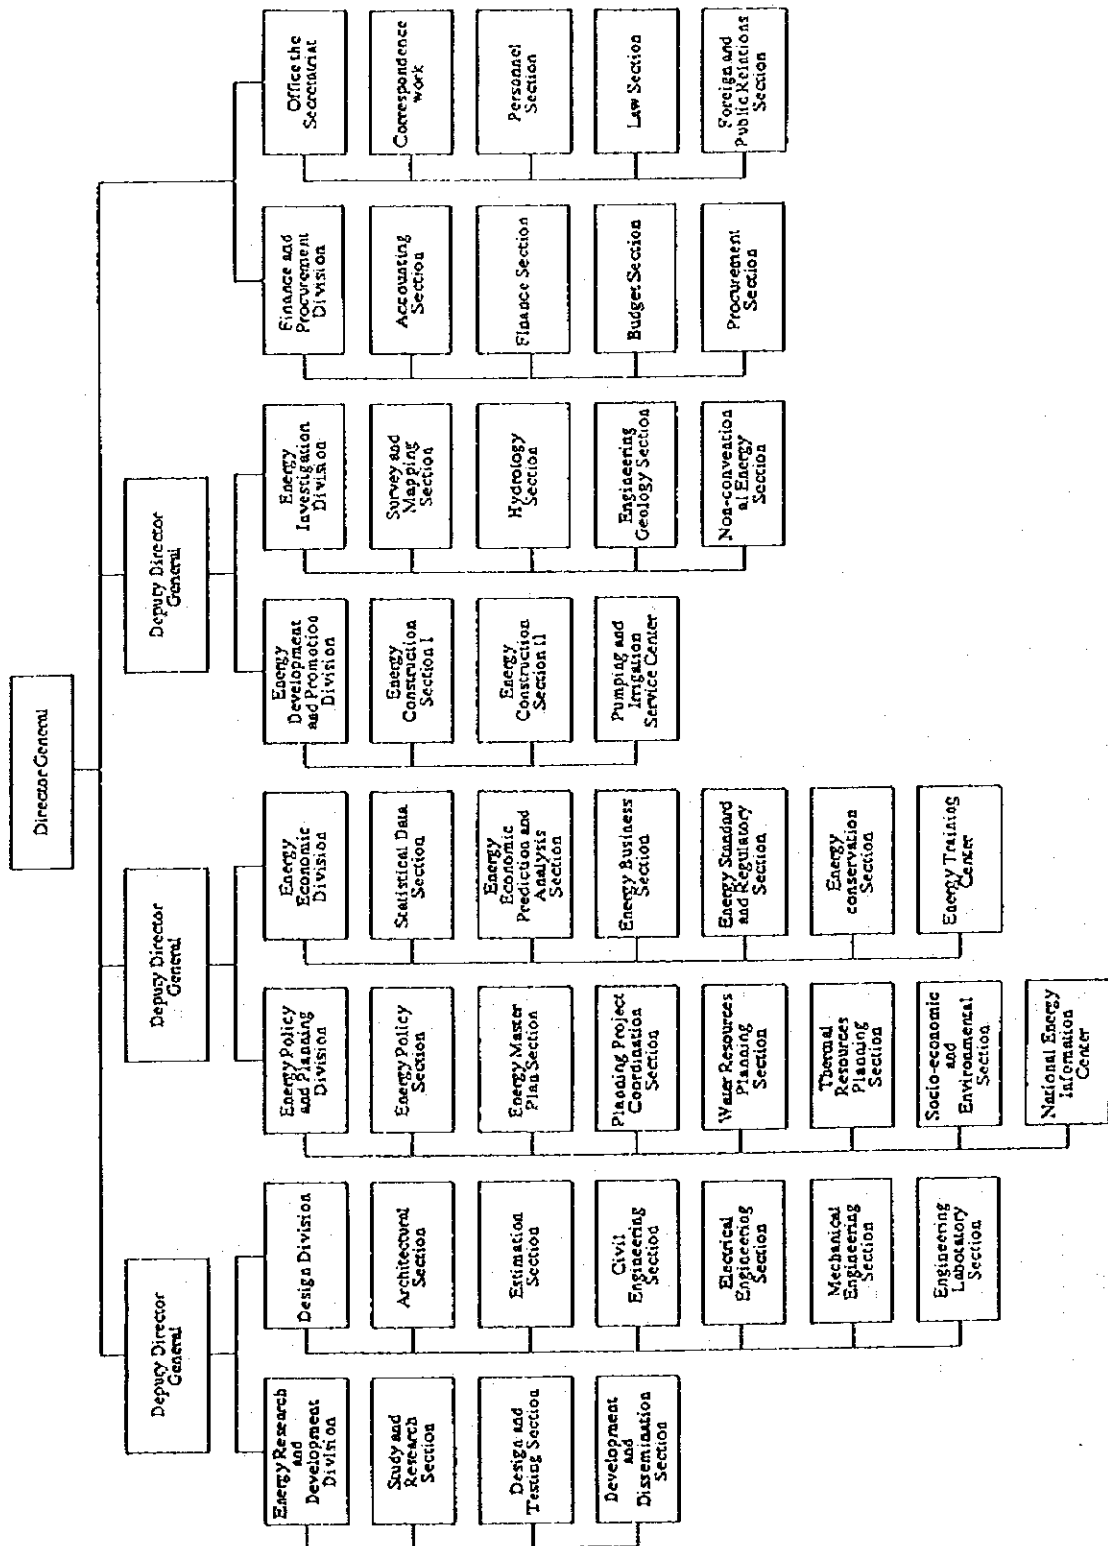 Director General
Deputy Director
General
Energy Research
and
Development
Division
Study and
Research
Section
Design and
Testing Section
Development
and
Dissemination
Section
Design Division
Architectural
Section
Estimation
Section
Civil
Engineering
Section
Electrical
Engineering
Section
Mechanical
Engineering
Section
Engineering
Laboratory
Section
Deputy Director
General
Energy Policy
and Planning
Division
Energy Policy
Section
Energy Master
Plan Section
Planning Project
Coordination
Section
Water Resources
Planning
Section
Thermal
Resources
Planning
Section
Socio-economic
and
Environmental
Section
National Energy
Information
Center
Energy
Economic
Division
Statistical Data
Section
Energy
Economic
Prediction and
Analysis
Section
Energy Business
Section
Energy Standard
and Regulatory
Section
Energy
conservation
Section
Energy Training
Center
Deputy Director
General
Energy
Development
and Promotion
Division
Energy
Construction
Section I
Energy
Construction
Section II
Pumping and
Irrigation
Service Center
Energy
Investigation
Division
Survey and
Mapping
Section
Hydrology
Section
Engineering
Geology Section
Non-convention
al Energy
Section
Finance and
Procurement
Division
Accounting
Section
Finance Section
Budget Section
Procurement
Section
Office the
Secretariat
Correspondence
work
Personnel
Section
Law Section
Foreign and
Public Relations
Section